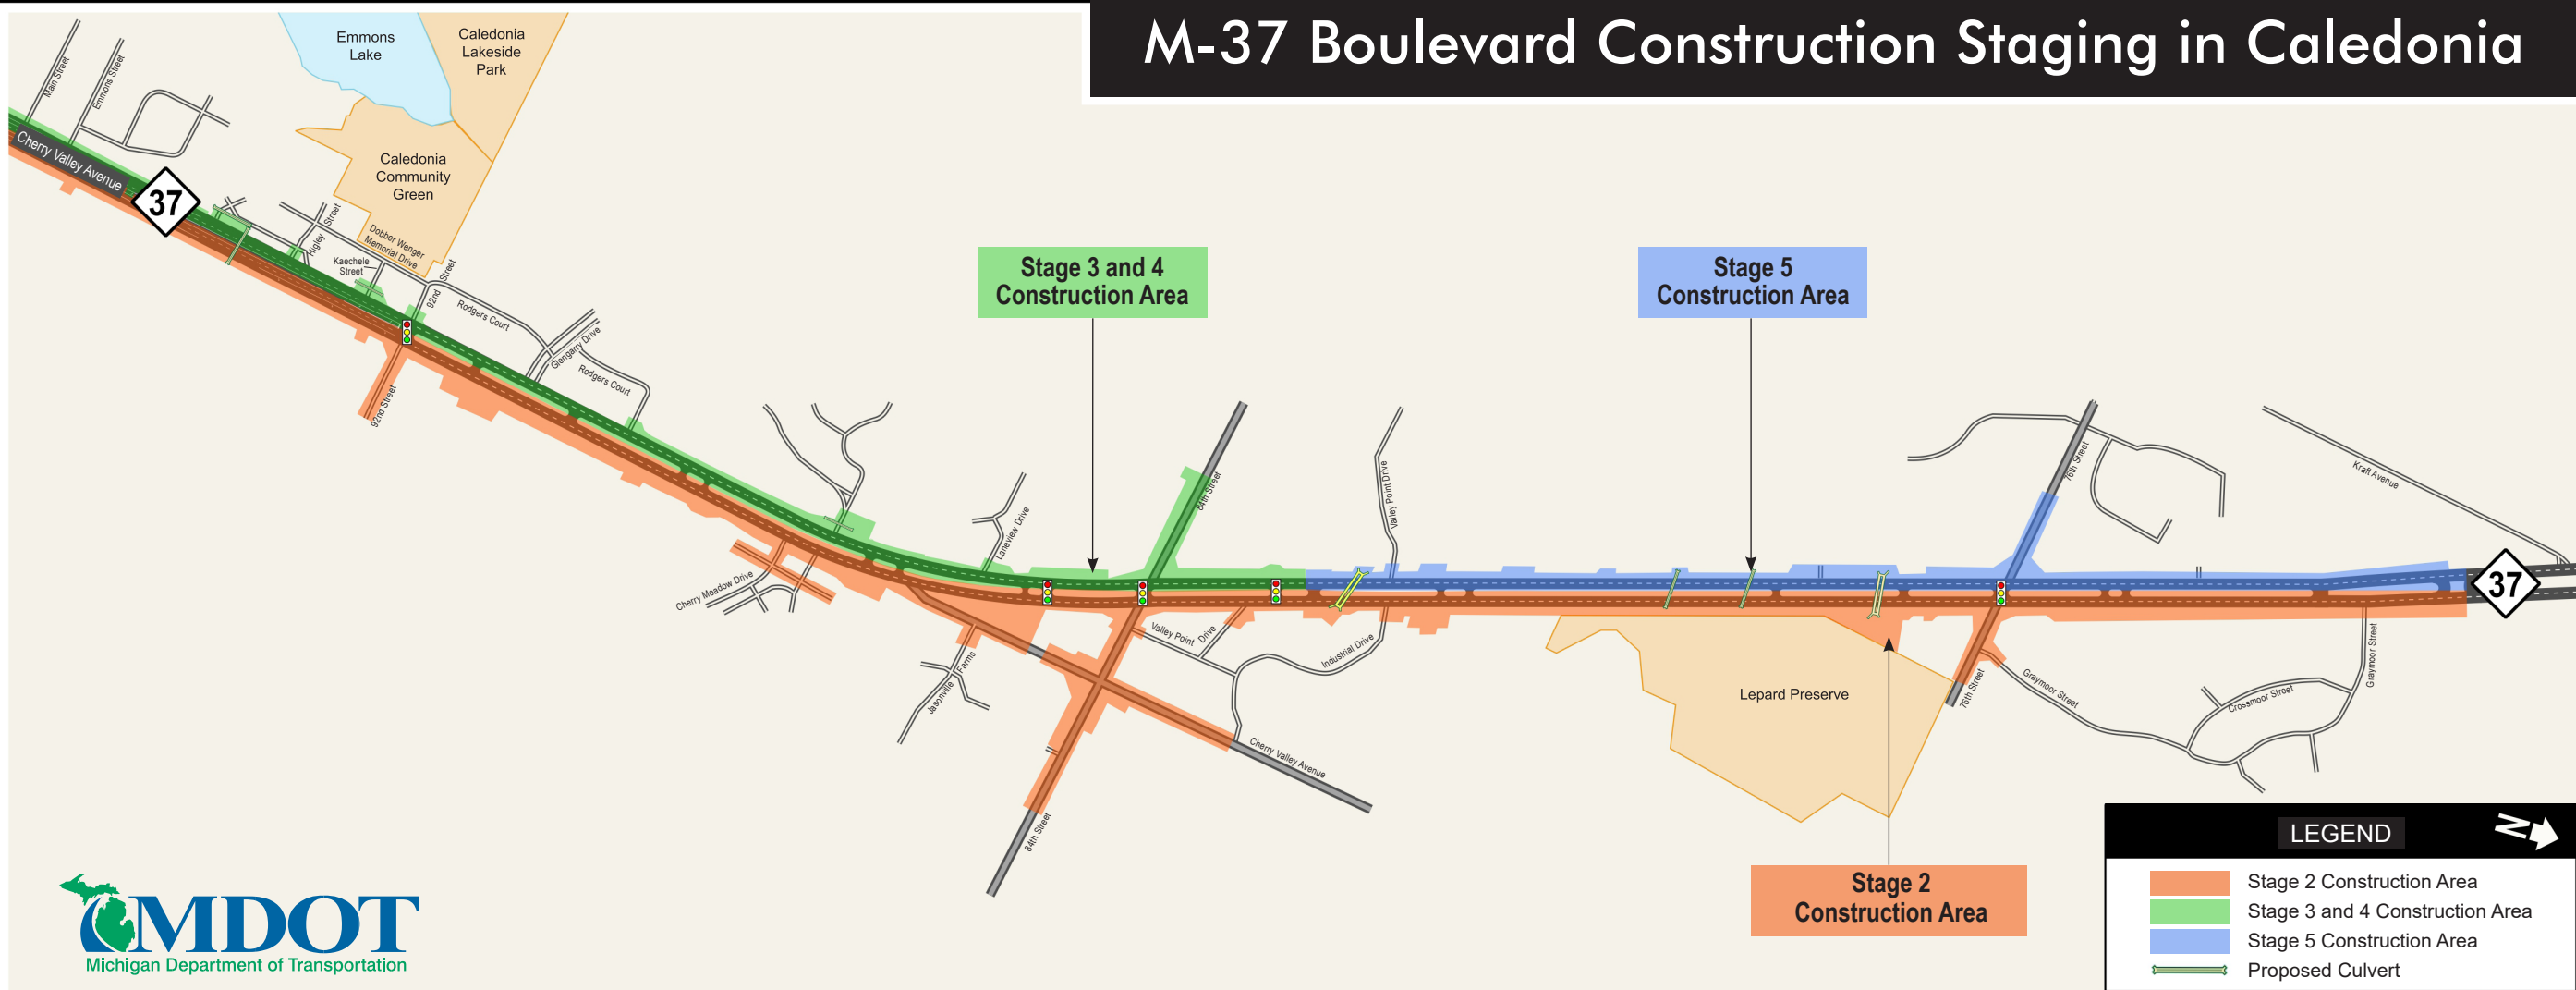 M-37 Boulevard Construction Staging in Caledonia
Emmons
Lake
Caledonia
Lakeside
Park
Caledonia
Community
Green
Main Street
Emmons Street
Cherry Valley Avenue
37
Higley Street
Dobber Wenger
Memorial Drive
Kaechele
Street
92nd Street
Rodgers Court
Glengarry Drive
Rodgers Court
92nd Street
Stage 3 and 4
Construction Area
Stage 5
Construction Area
84th Street
Laneview Drive
Valley Point Drive
76th Street
Kraft Avenue
37
Cherry Meadow Drive
Jasonville Farms
Valley Point Drive
Industrial Drive
Cherry Valley Avenue
84th Street
Lepard Preserve
76th Street
Graymoor Street
Crossmoor Street
Graymoor Street
Stage 2
Construction Area
MDOT
Michigan Department of Transportation
LEGEND
N
Stage 2 Construction Area
Stage 3 and 4 Construction Area
Stage 5 Construction Area
Proposed Culvert